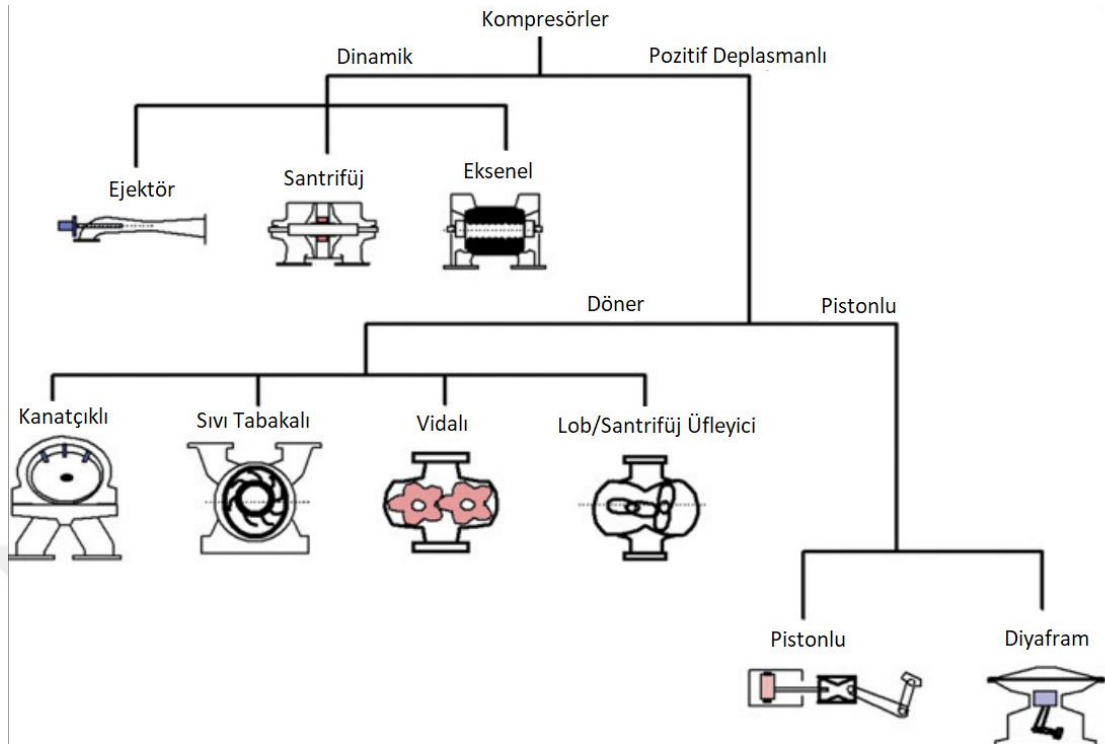 Kompresörler
Dinamik
Pozitif Deplasmanlı
Ejektör
Santrifüj
Eksenel
Döner
Pistonlu
Kanatçıklı
Sıvı Tabakalı
Vidalı
Lob/Santrifüj Üfleyici
Pistonlu
Diyafram